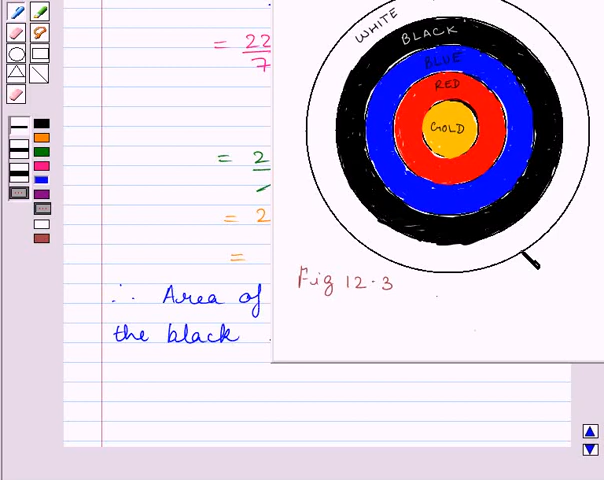 = 22
7
WHITE
BLACK
BLUE
RED
GOLD
= 2
= 2
=
Fig 12.3
∴ Area of
the black